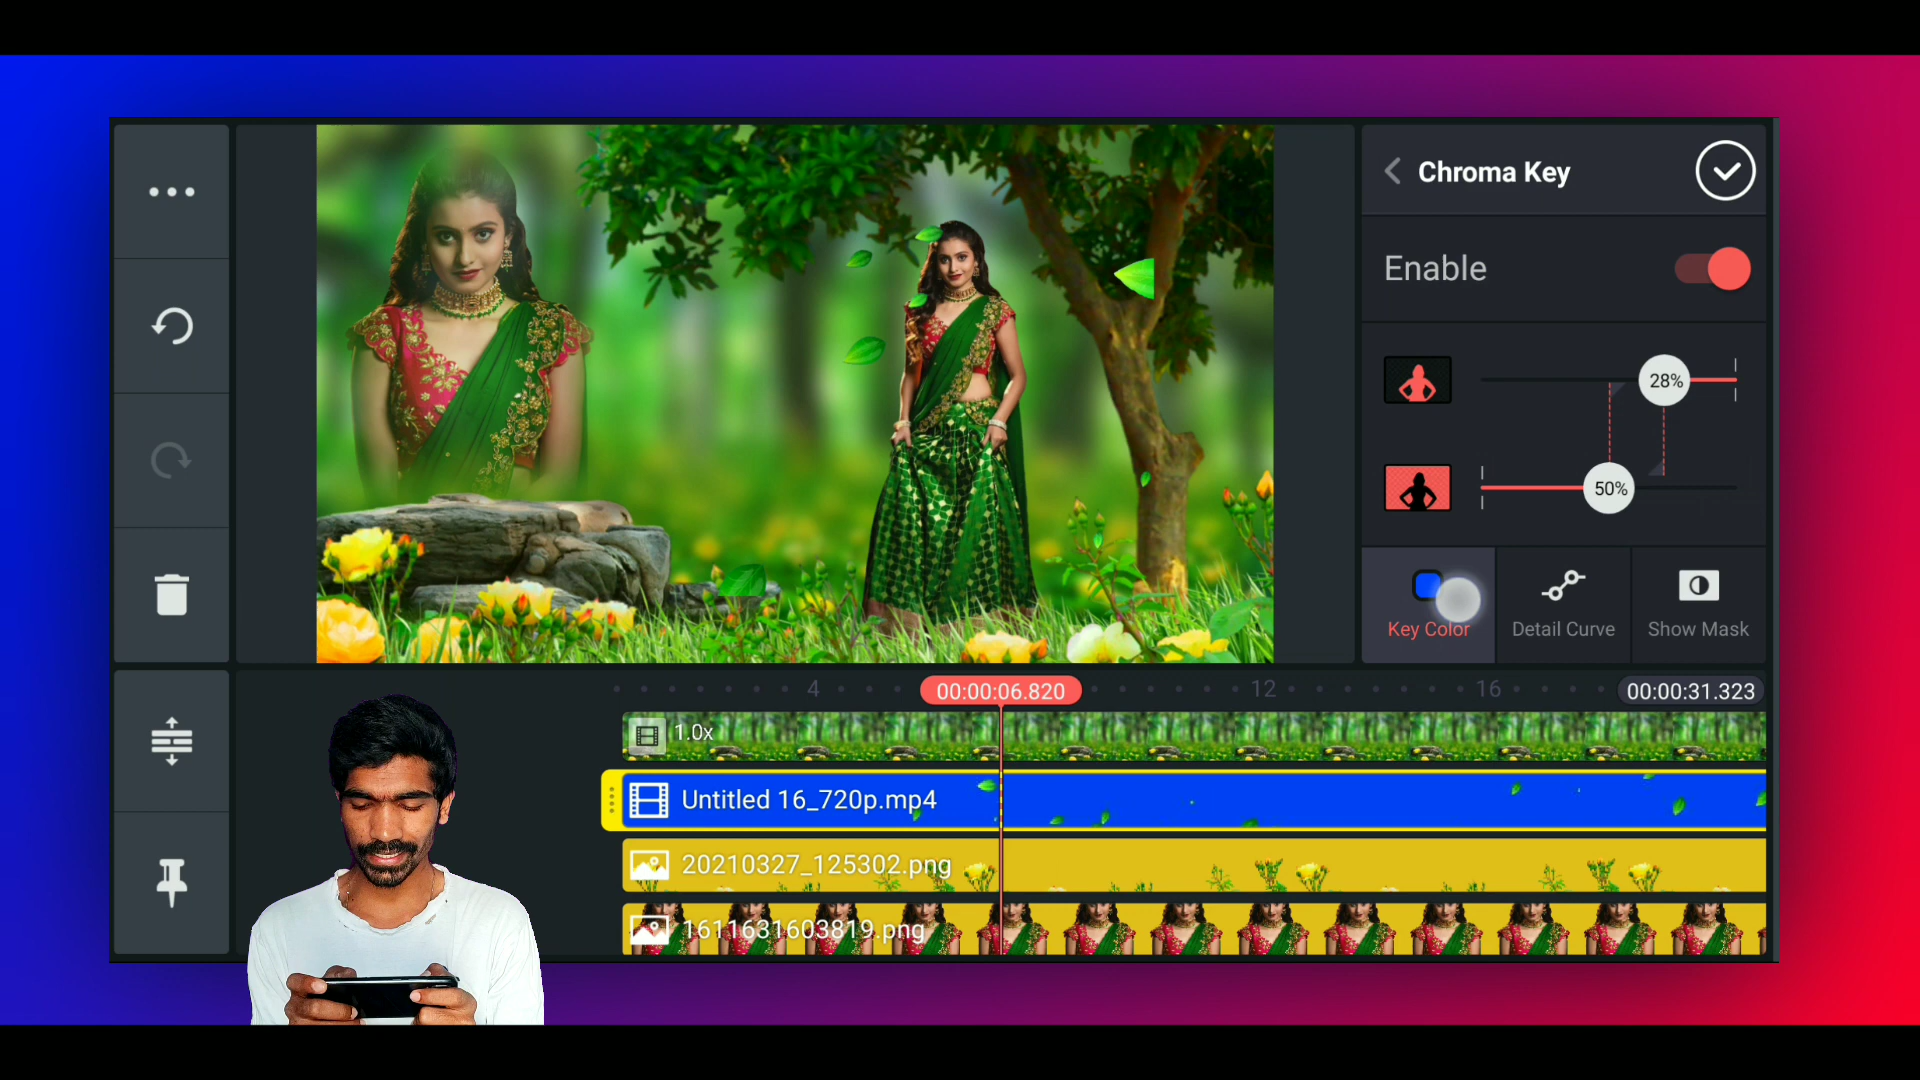 Chroma Key
Enable
28%
50%
Key Color
Detail Curve
Show Mask
4
00:00:06.820
12
16
00:00:31.323
1.0x
Untitled 16_720p.mp4
20210327_125302.png
1611631603819.png